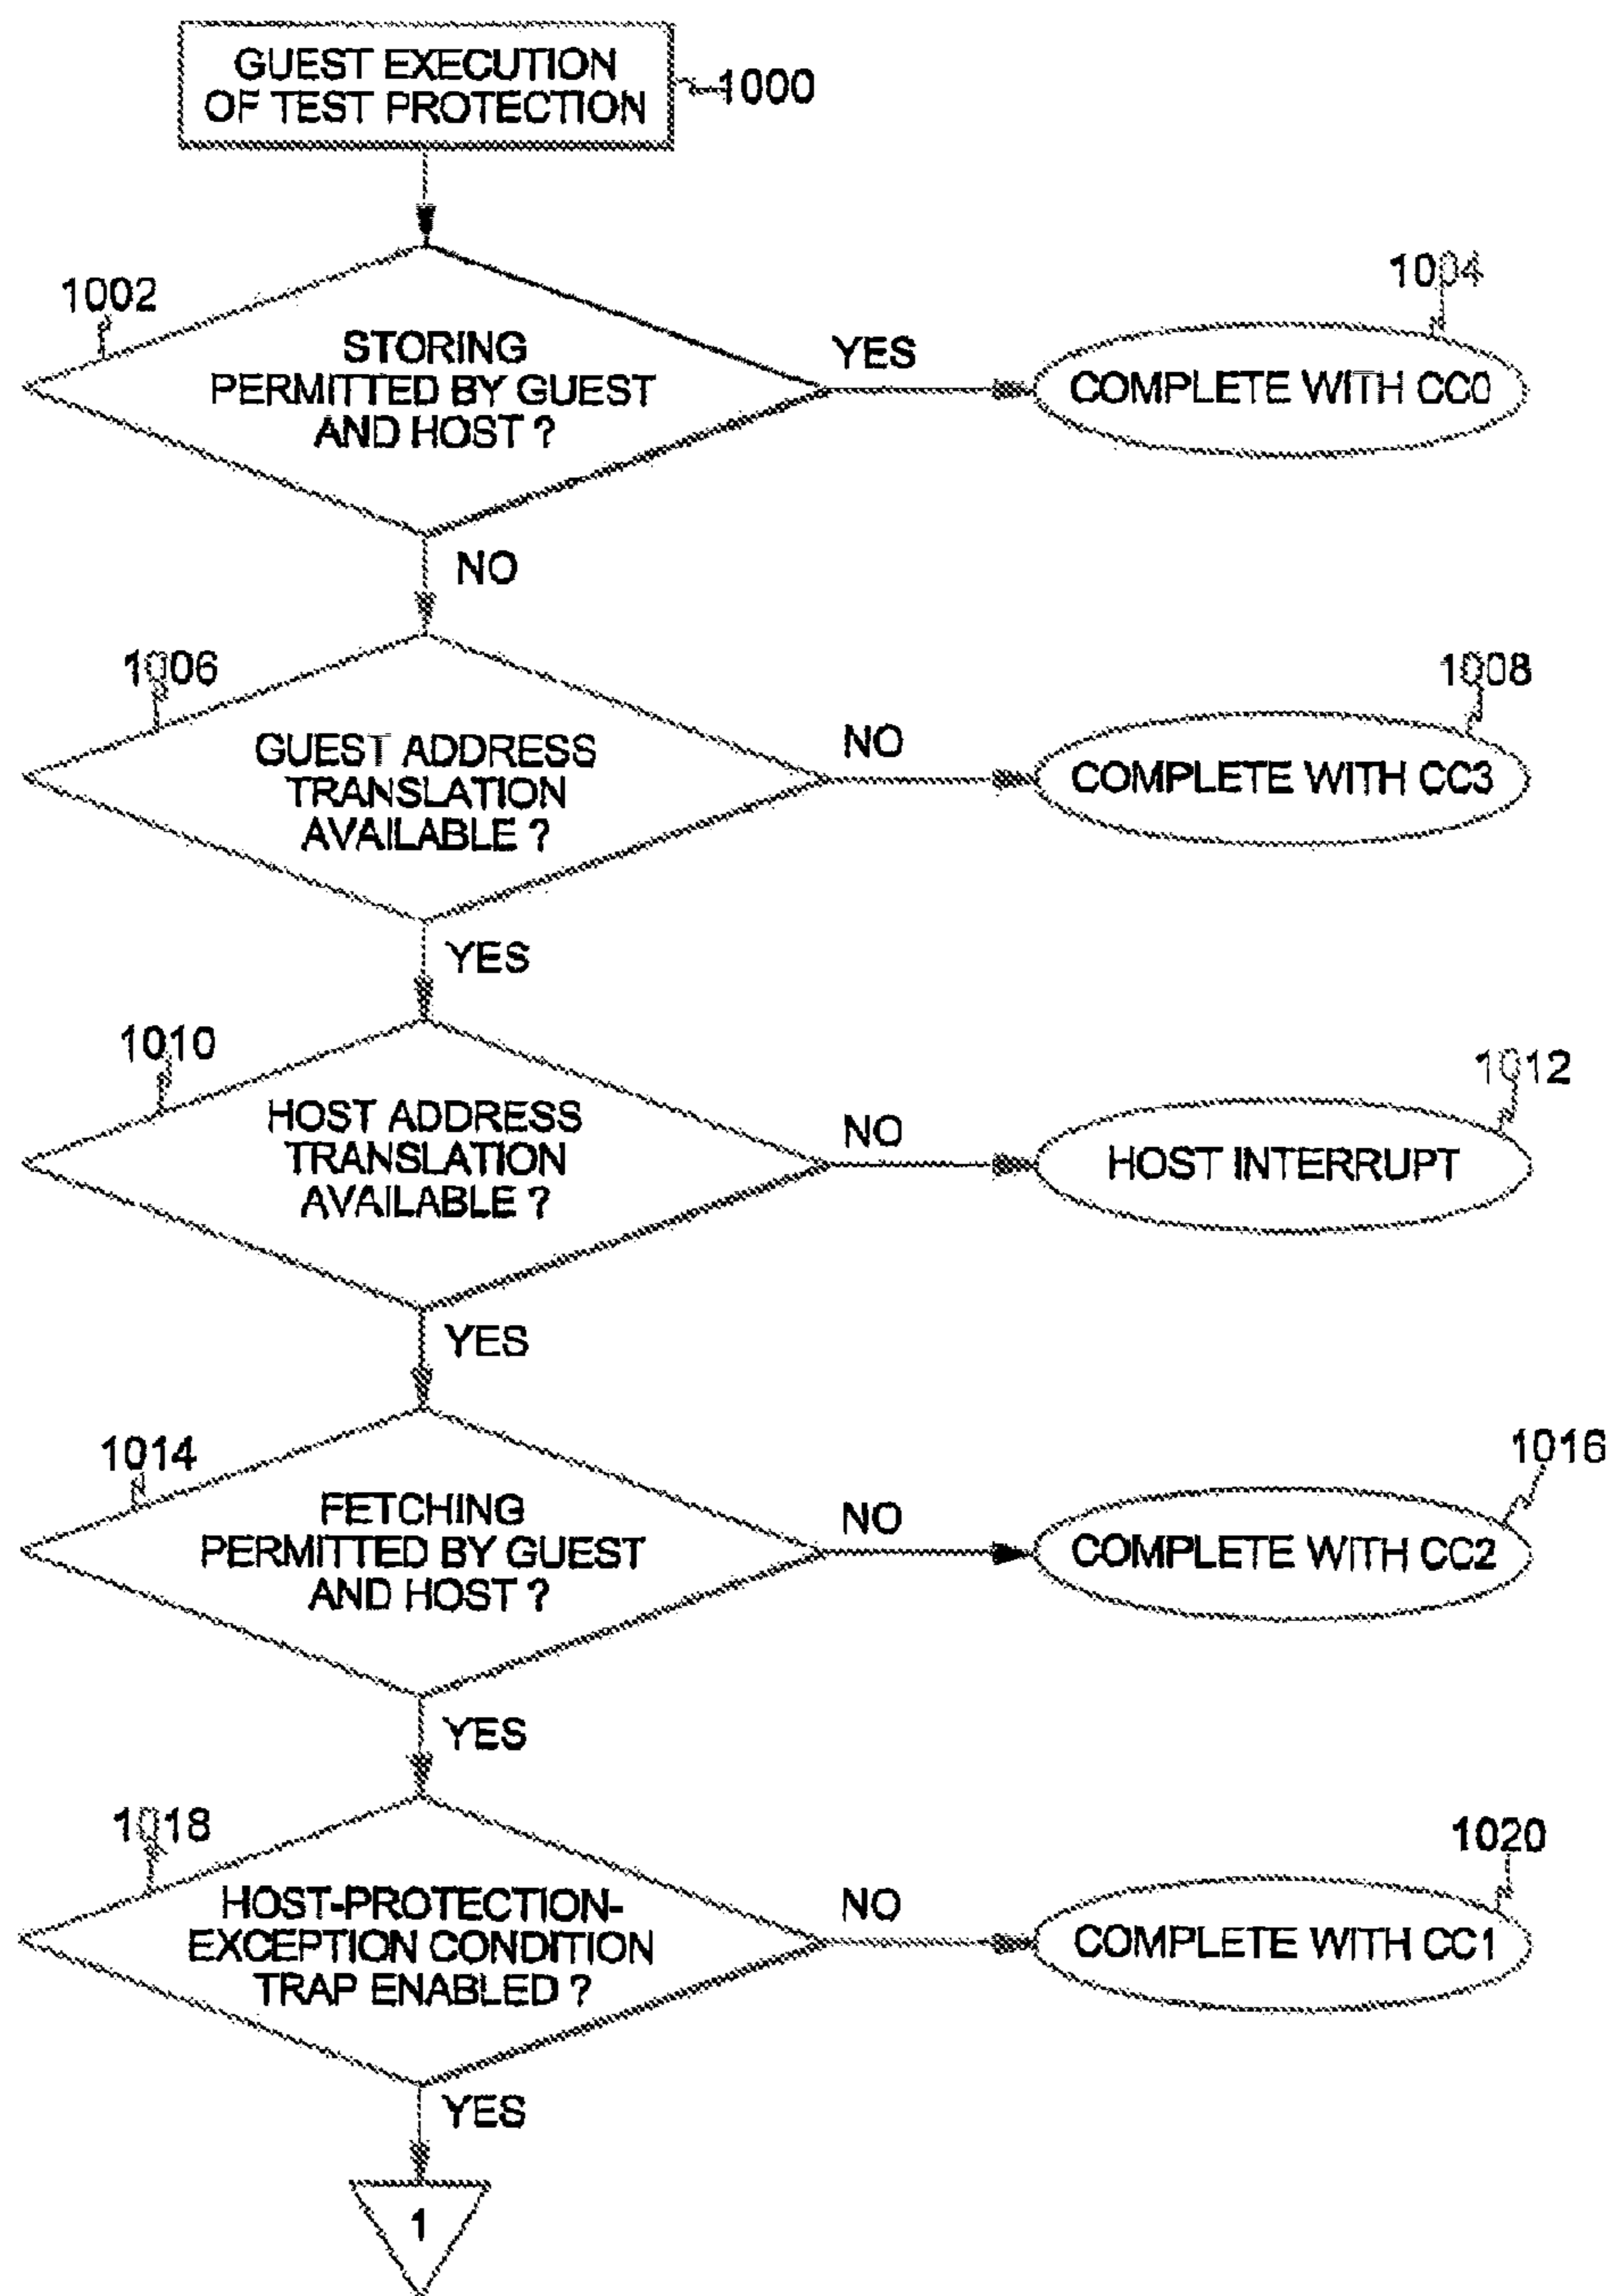 GUEST EXECUTION
OF TEST PROTECTION
1000
1002
STORING
PERMITTED BY GUEST
AND HOST ?
YES
1004
COMPLETE WITH CC0
NO
1006
GUEST ADDRESS
TRANSLATION
AVAILABLE ?
NO
1008
COMPLETE WITH CC3
YES
1010
HOST ADDRESS
TRANSLATION
AVAILABLE ?
NO
1012
HOST INTERRUPT
YES
1014
FETCHING
PERMITTED BY GUEST
AND HOST ?
NO
1016
COMPLETE WITH CC2
YES
1018
HOST-PROTECTION-
EXCEPTION CONDITION
TRAP ENABLED ?
NO
1020
COMPLETE WITH CC1
YES
1